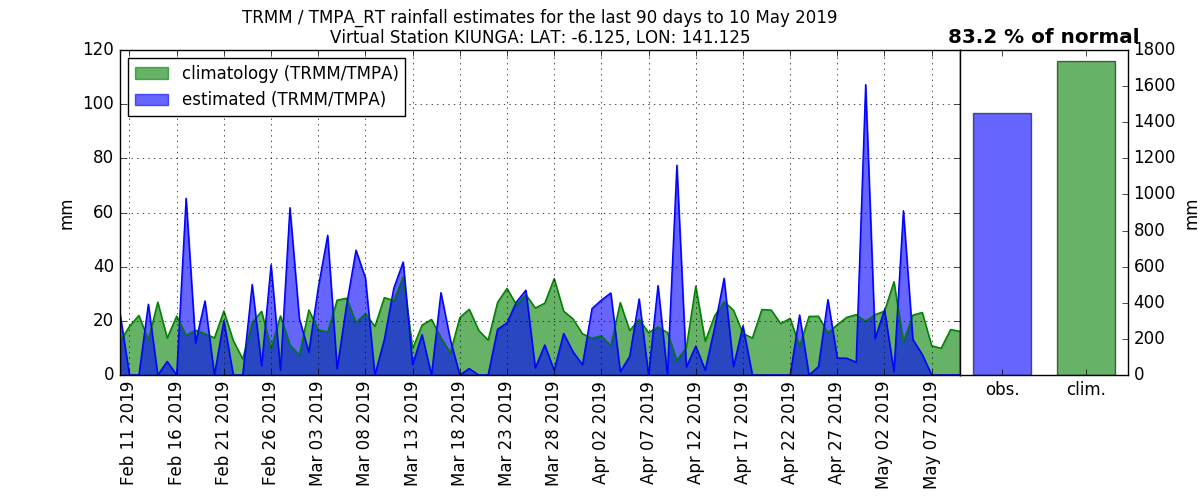 TRMM / TMPA_RT rainfall estimates for the last 90 days to 10 May 2019
Virtual Station KIUNGA: LAT: -6.125, LON: 141.125
83.2 % of normal
climatology (TRMM/TMPA)
estimated (TRMM/TMPA)
120
100
80
60
40
20
0
mm
Feb 11 2019
Feb 16 2019
Feb 21 2019
Feb 26 2019
Mar 03 2019
Mar 08 2019
Mar 13 2019
Mar 18 2019
Mar 23 2019
Mar 28 2019
Apr 02 2019
Apr 07 2019
Apr 12 2019
Apr 17 2019
Apr 22 2019
Apr 27 2019
May 02 2019
May 07 2019
obs.
clim.
1800
1600
1400
1200
1000
800
600
400
200
0
mm